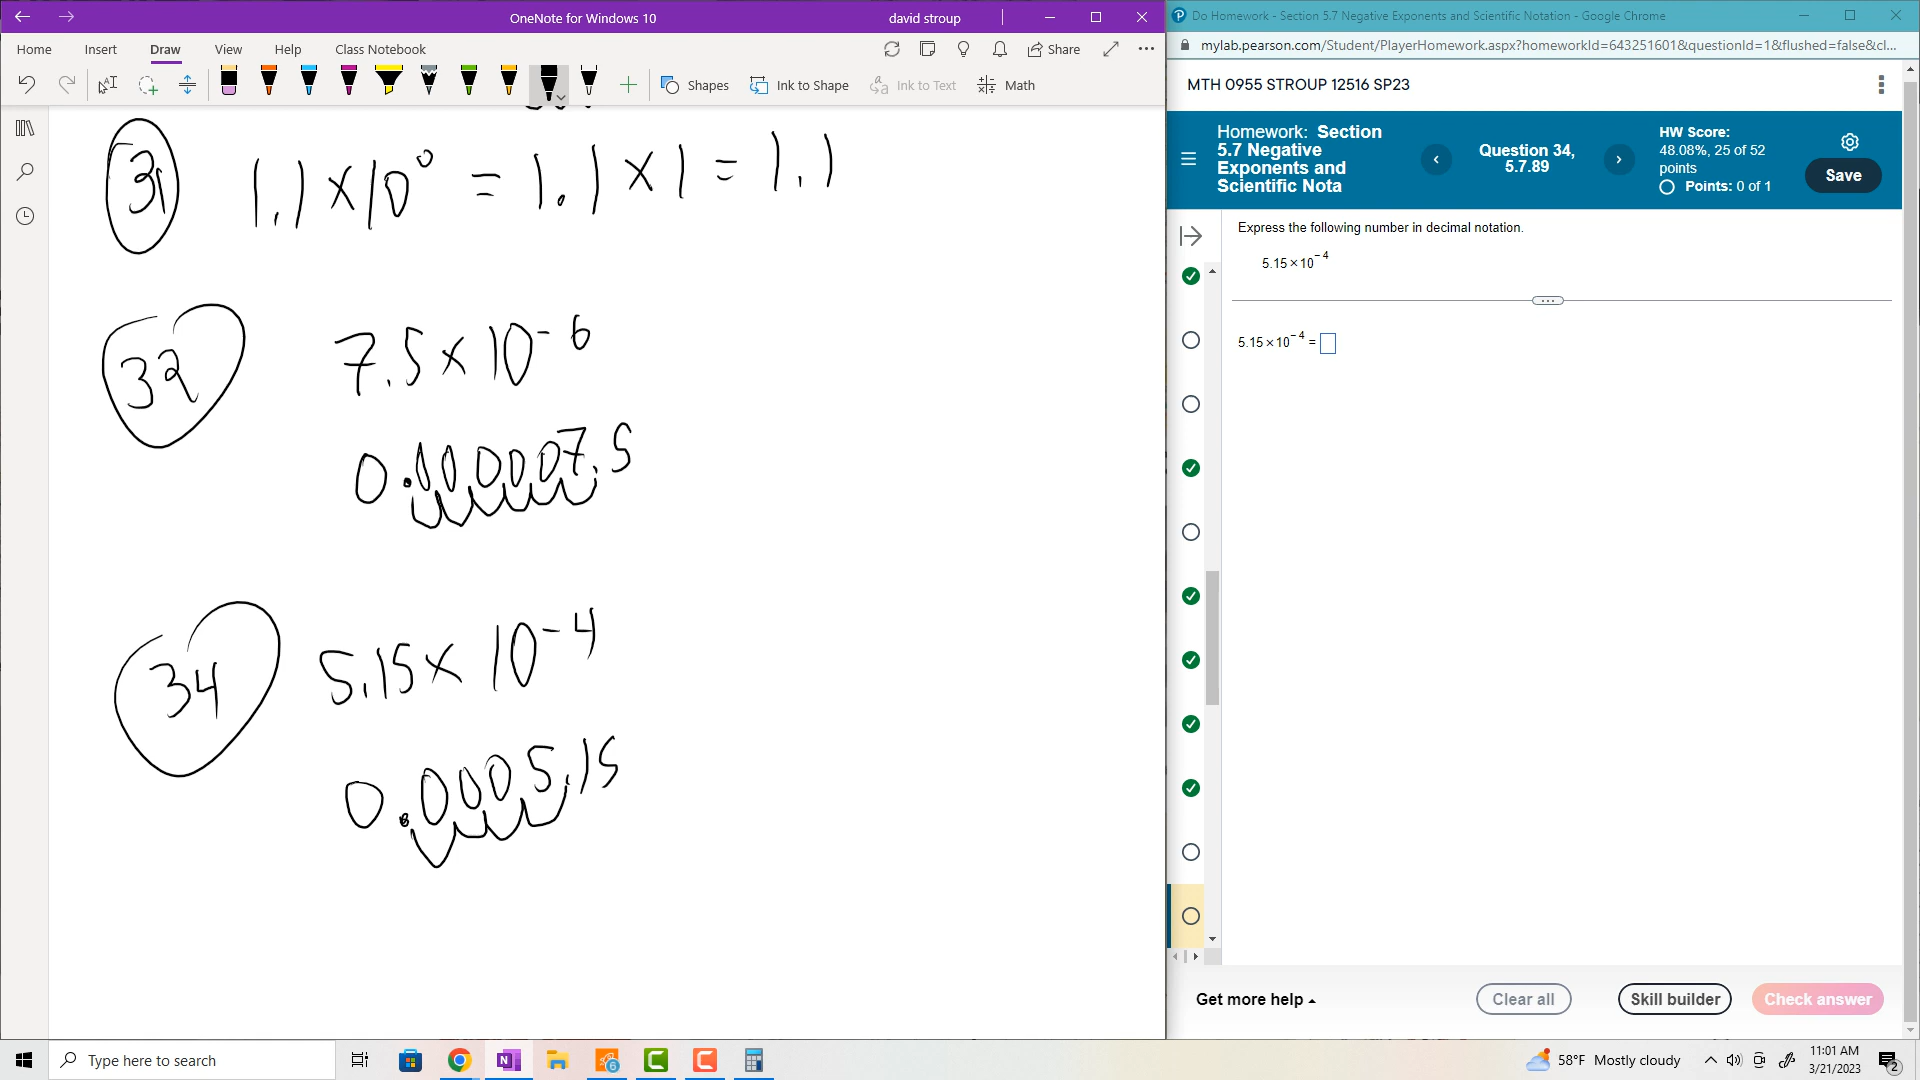 OneNote for Windows 10
david stroup
Do Homework - Section 5.7 Negative Exponents and Scientific Notation - Google Chrome
Home Insert Draw View Help Class Notebook
Share
mylab.pearson.com/Student/PlayerHomework.aspx?homeworkId=643251601&questionId=1&flushed=false&cl...
Shapes
Ink to Shape
Ink to Text
Math
MTH 0955 STROUP 12516 SP23
Homework: Section
5.7 Negative
Exponents and
Scientific Nota
Question 34,
5.7.89
HW Score:
48.08%, 25 of 52
points
Points: 0 of 1
Save
31 1.1×10⁰ = 1.1 × 1 = 1.1
32 7.5 × 10⁻⁶
0.000007.5
34 5.15 × 10⁻⁴
0.0005.15
Express the following number in decimal notation.
5.15×10⁻⁴
5.15×10⁻⁴ =
Get more help
Clear all
Skill builder
Check answer
Type here to search
6
58°F Mostly cloudy
11:01 AM
3/21/2023
2